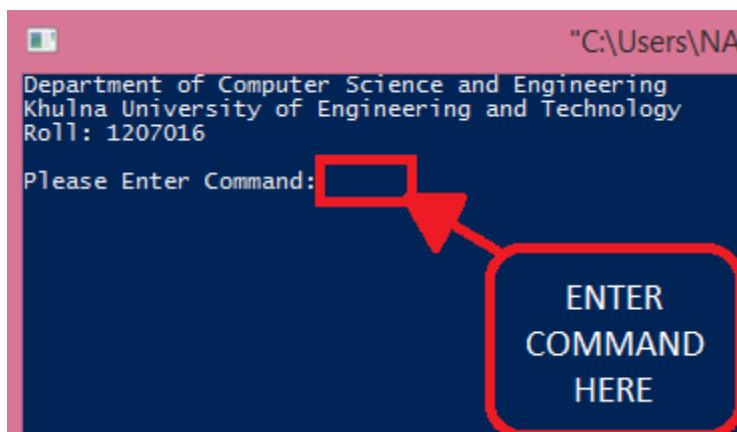 "C:\Users\NA
Department of Computer Science and Engineering
Khulna University of Engineering and Technology
Roll: 1207016
Please Enter Command:
ENTER
COMMAND
HERE